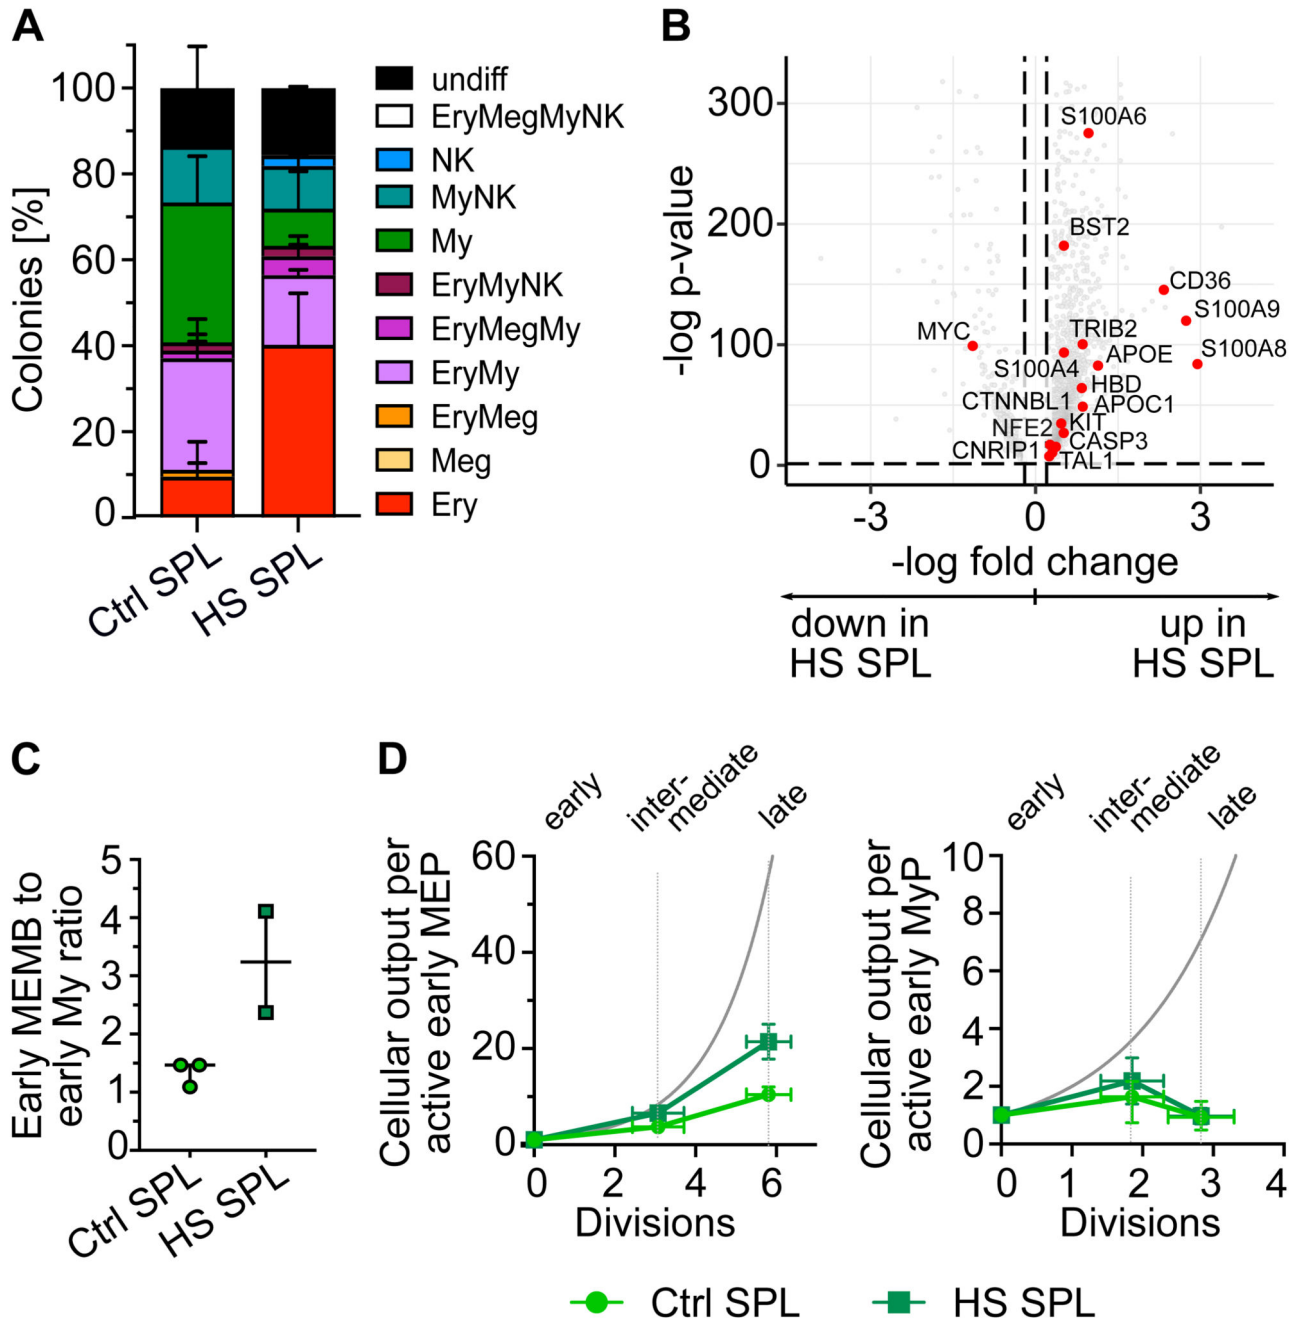 A
Colonies [%]
100
80
60
40
20
0
Ctrl SPL
HS SPL
undiff
EryMegMyNK
NK
MyNK
My
EryMyNK
EryMegMy
EryMy
EryMeg
Meg
Ery
B
-log p-value
300
200
100
0
S100A6
BST2
CD36
S100A9
MYC
TRIB2
S100A8
S100A4
APOE
HBD
CTNNBL1
APOC1
NFE2
KIT
CNRIP1
CASP3
TAL1
-3
0
3
-log fold change
down in
HS SPL
up in
HS SPL
C
Early MEMB to
early My ratio
5
4
3
2
1
0
Ctrl SPL
HS SPL
D
early
inter-
mediate
late
Cellular output per
active early MEP
60
40
20
0
0
2
4
6
Divisions
early
inter-
mediate
late
Cellular output per
active early MyP
10
8
6
4
2
0
0
1
2
3
4
Divisions
Ctrl SPL
HS SPL